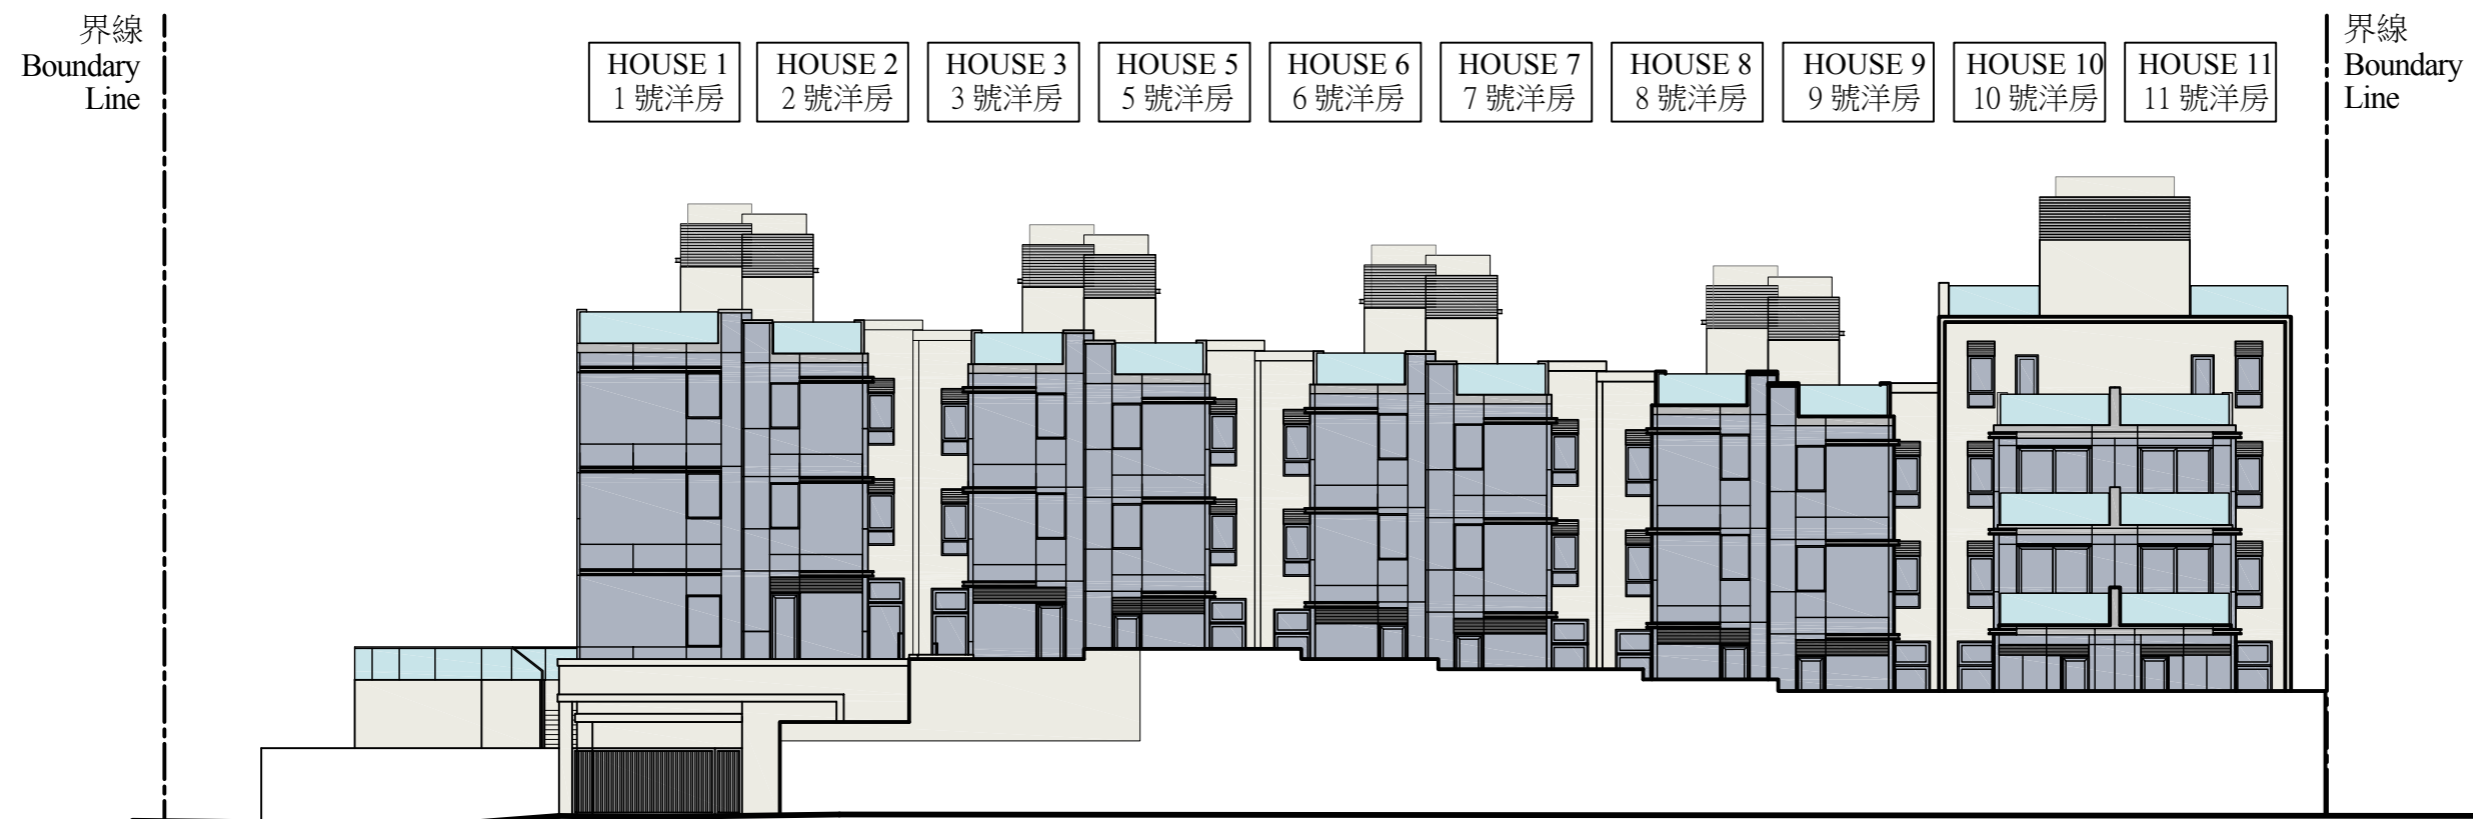 界線
Boundary
Line
HOUSE 1
1 號洋房
HOUSE 2
2 號洋房
HOUSE 3
3 號洋房
HOUSE 5
5 號洋房
HOUSE 6
6 號洋房
HOUSE 7
7 號洋房
HOUSE 8
8 號洋房
HOUSE 9
9 號洋房
HOUSE 10
10 號洋房
HOUSE 11
11 號洋房
界線
Boundary
Line